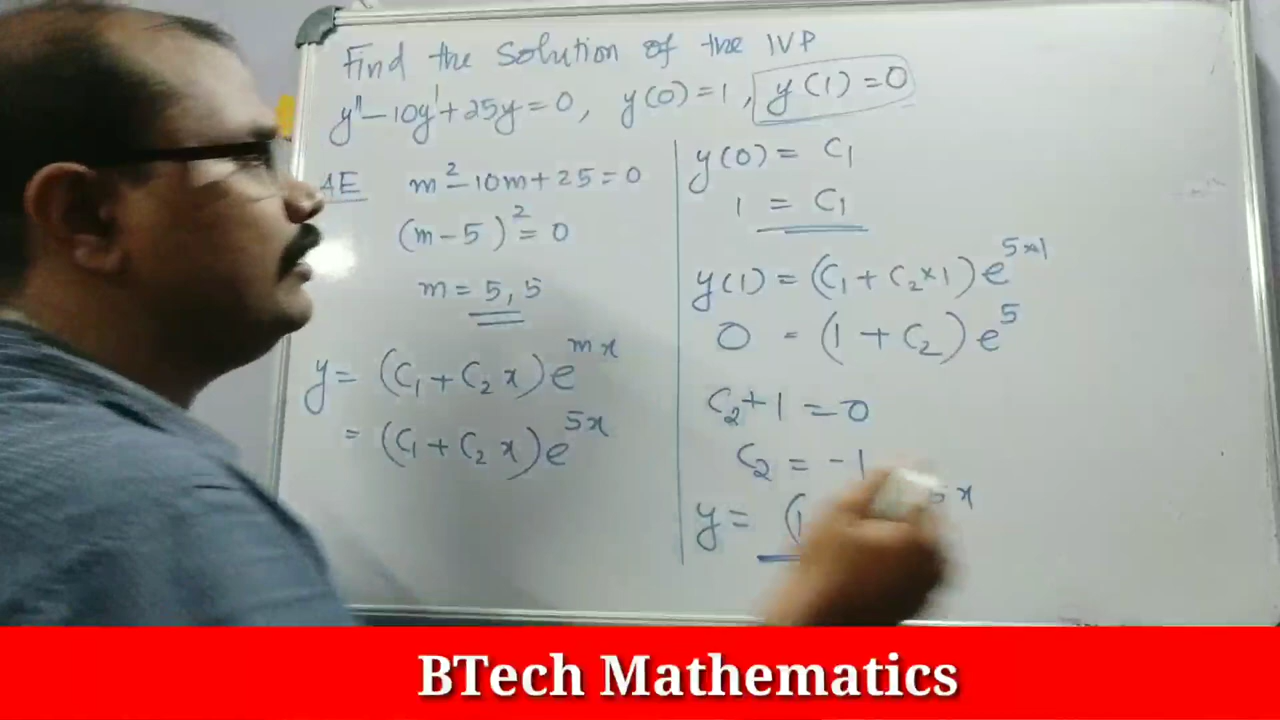 Find the Solution of the IVP
y'' - 10y' + 25y = 0, y(0) = 1, y(1) = 0
AE m² - 10m + 25 = 0
(m - 5)² = 0
m = 5, 5
y = (C₁ + C₂ x) e^{mx}
= (C₁ + C₂ x) e^{5x}
y(0) = C₁
1 = C₁
y(1) = (C₁ + C₂ × 1) e^{5×1}
0 = (1 + C₂) e^5
C₂ + 1 = 0
C₂ = -1
y = (1 5x
BTech Mathematics